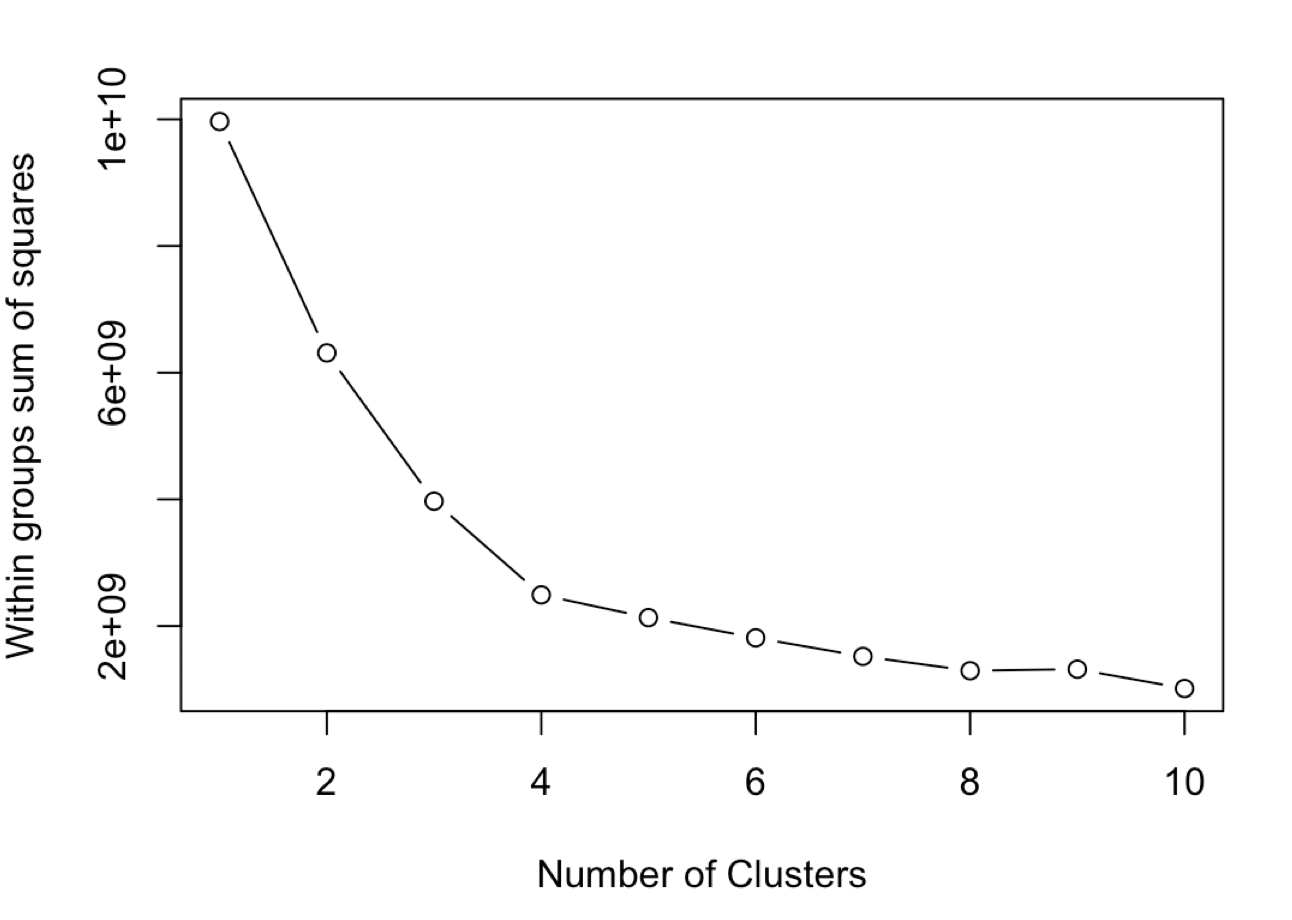 Within groups sum of squares
1e+10
6e+09
2e+09
2 4 6 8 10
Number of Clusters